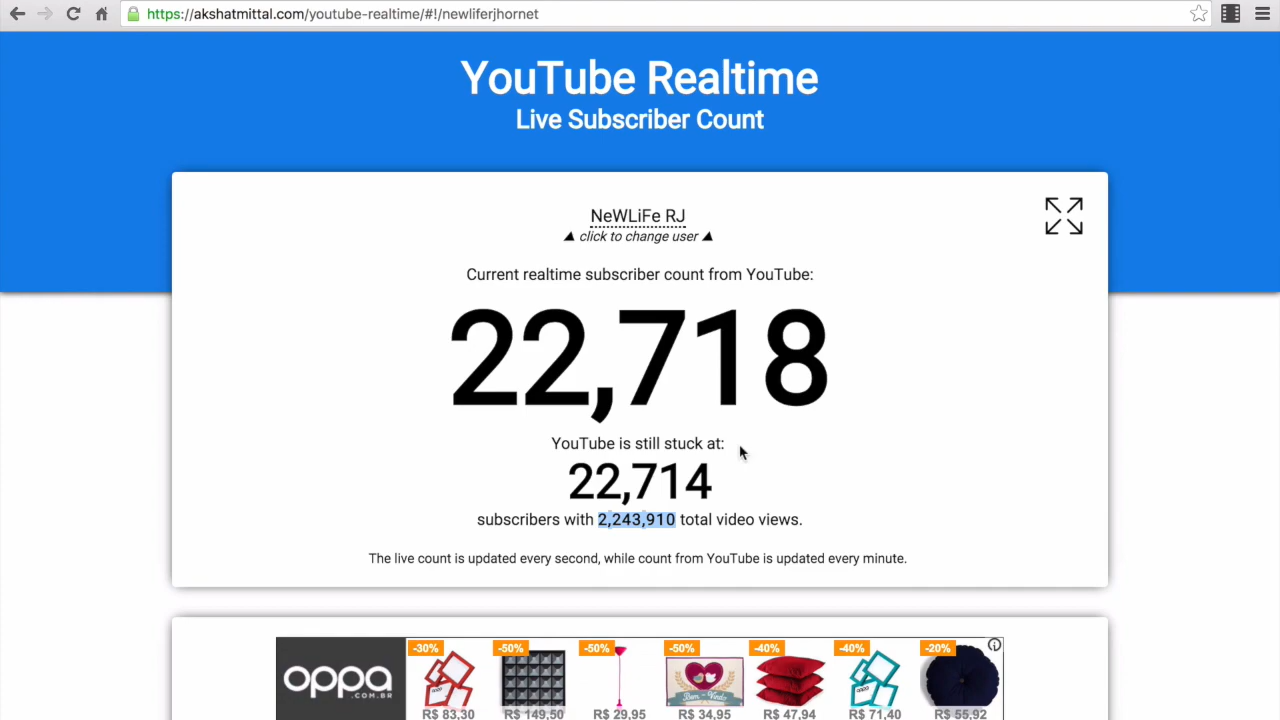 https://akshatmittal.com/youtube-realtime/#!/newliferjhornet
YouTube Realtime
Live Subscriber Count
NeWLiFe RJ
▲ click to change user ▲
Current realtime subscriber count from YouTube:
22,718
YouTube is still stuck at:
22,714
subscribers with 2,243,910 total video views.
The live count is updated every second, while count from YouTube is updated every minute.
-30% -50% -50% -50% -40% -40% -20%
oppa
.COM.BR
Bem-Vindo
R$ 83,30 R$ 149,50 R$ 29,95 R$ 34,95 R$ 47,94 R$ 71,40 R$ 55,92